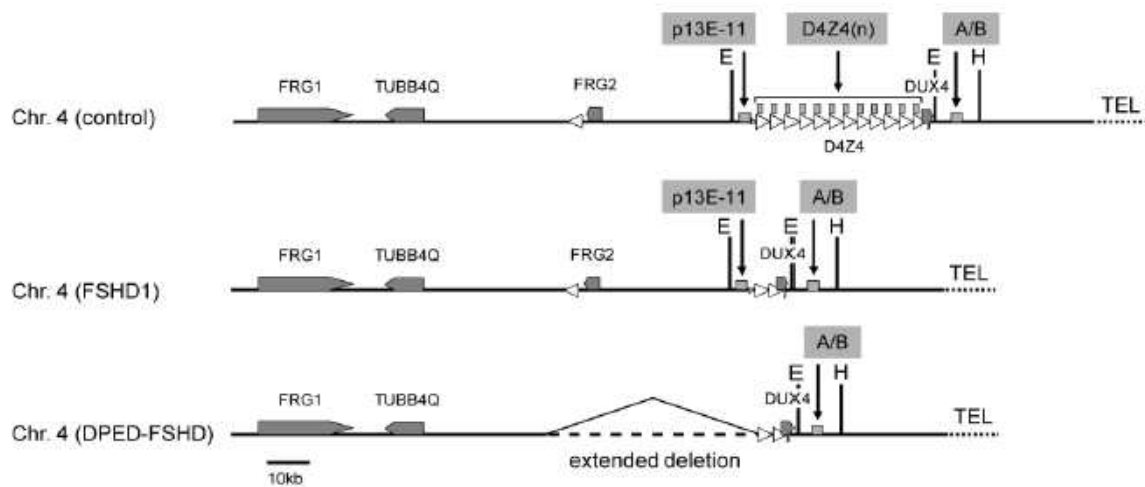 p13E-11 D4Z4(n) A/B
E E H
FRG1 TUBB4Q FRG2 DUX4
Chr. 4 (control) TEL
D4Z4
p13E-11 A/B
E E H
FRG1 TUBB4Q FRG2 DUX4
Chr. 4 (FSHD1) TEL
A/B
E H
FRG1 TUBB4Q DUX4
Chr. 4 (DPED-FSHD) TEL
extended deletion
10kb